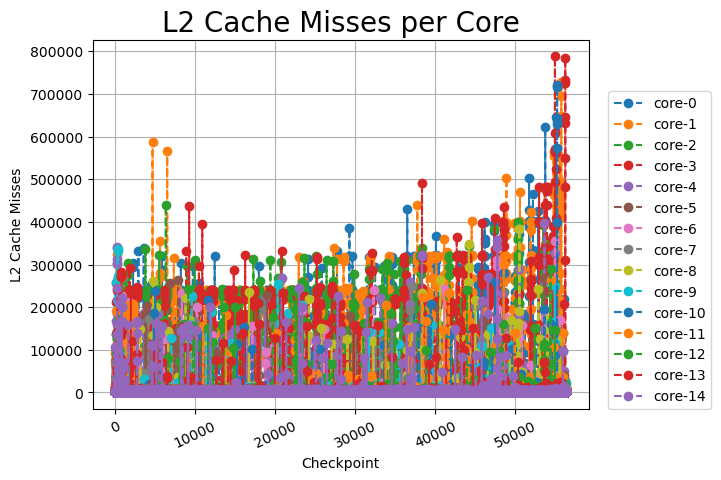 L2 Cache Misses per Core
L2 Cache Misses
800000
700000
600000
500000
400000
300000
200000
100000
0
0
10000
20000
30000
40000
50000
Checkpoint
core-0
core-1
core-2
core-3
core-4
core-5
core-6
core-7
core-8
core-9
core-10
core-11
core-12
core-13
core-14